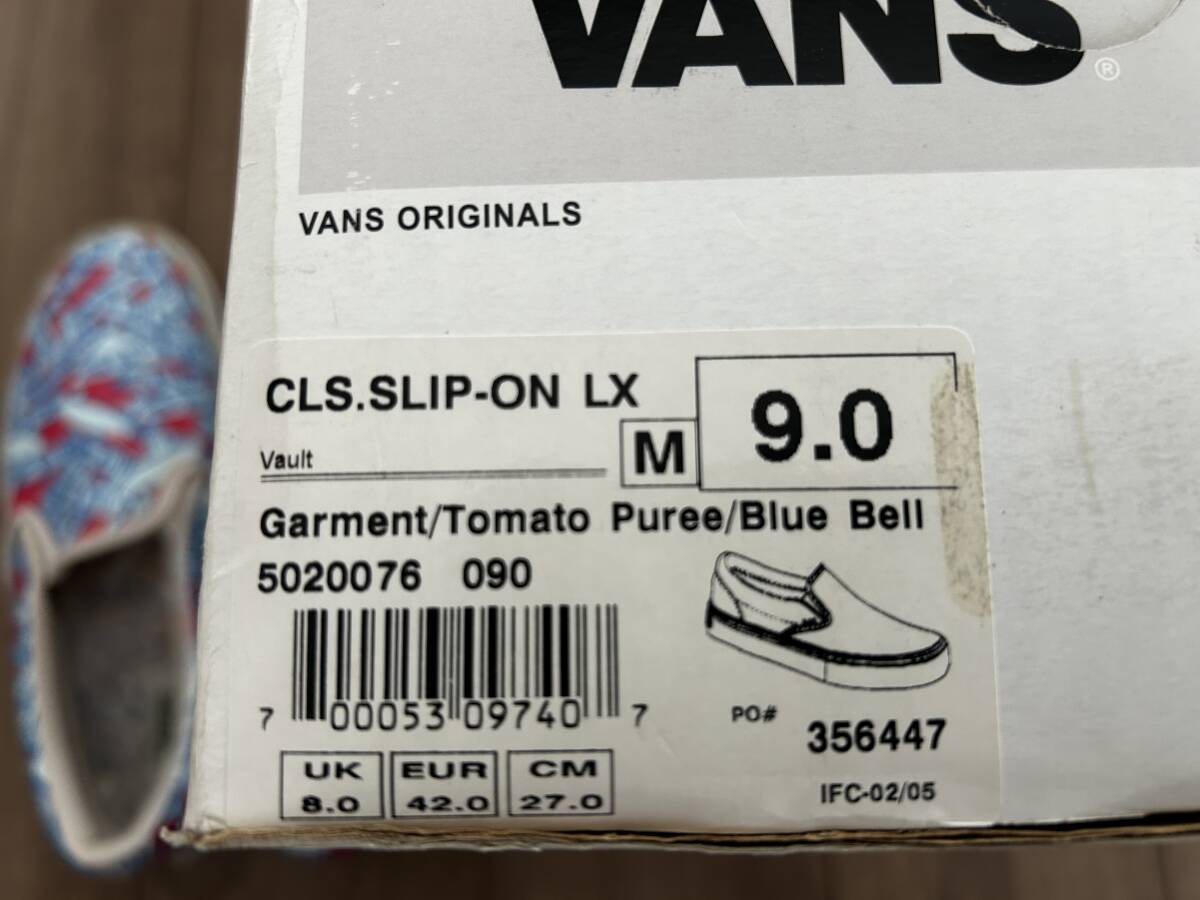 VANS®
VANS ORIGINALS
CLS.SLIP-ON LX
Vault
M
9.0
Garment/Tomato Puree/Blue Bell
5020076 090
7 00053 09740 7
PO#
356447
IFC-02/05
UK EUR CM
8.0 42.0 27.0